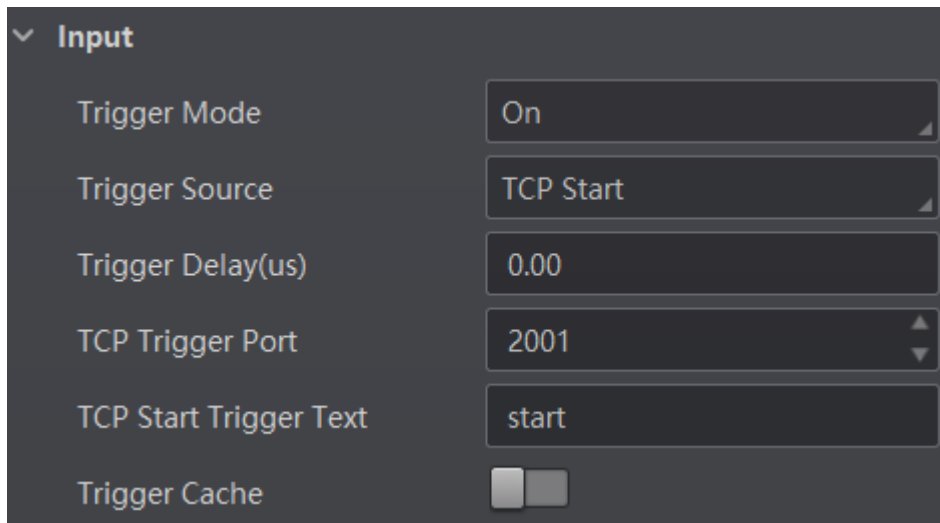 Input
Trigger Mode On
Trigger Source TCP Start
Trigger Delay(us) 0.00
TCP Trigger Port 2001
TCP Start Trigger Text start
Trigger Cache